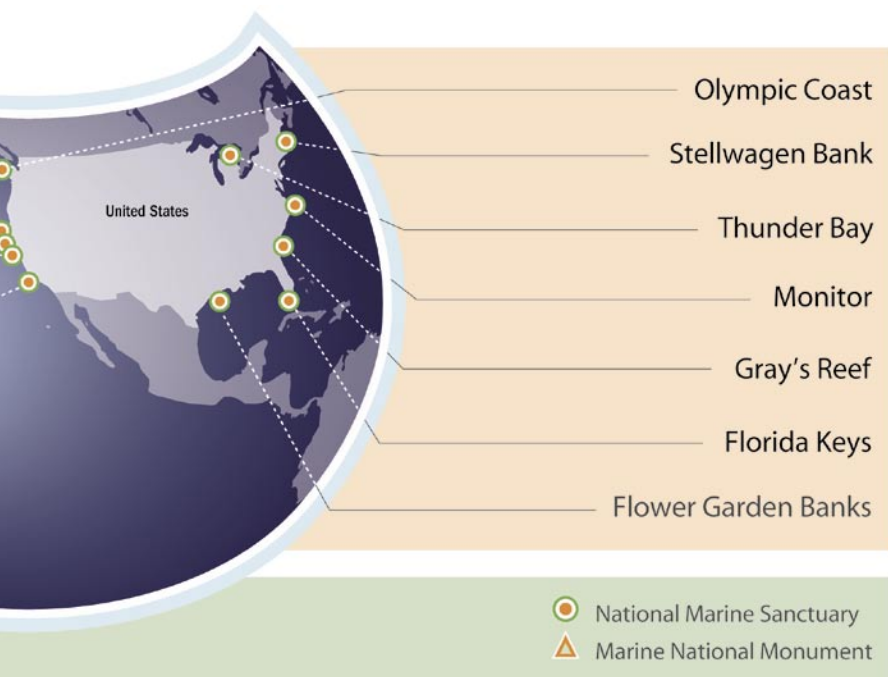 Olympic Coast
Stellwagen Bank
United States
Thunder Bay
Monitor
Gray's Reef
Florida Keys
Flower Garden Banks
National Marine Sanctuary
Marine National Monument